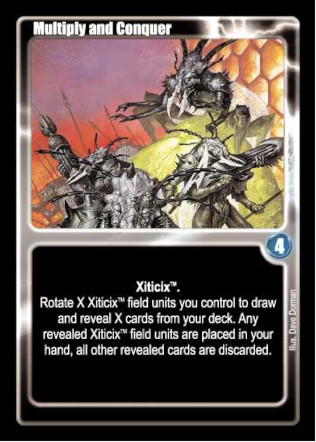 Multiply and Conquer
4
Xiticix™.
Rotate X Xiticix™ field units you control to draw
and reveal X cards from your deck. Any
revealed Xiticix™ field units are placed in your
hand, all other revealed cards are discarded.
Illus. Dave Dorman